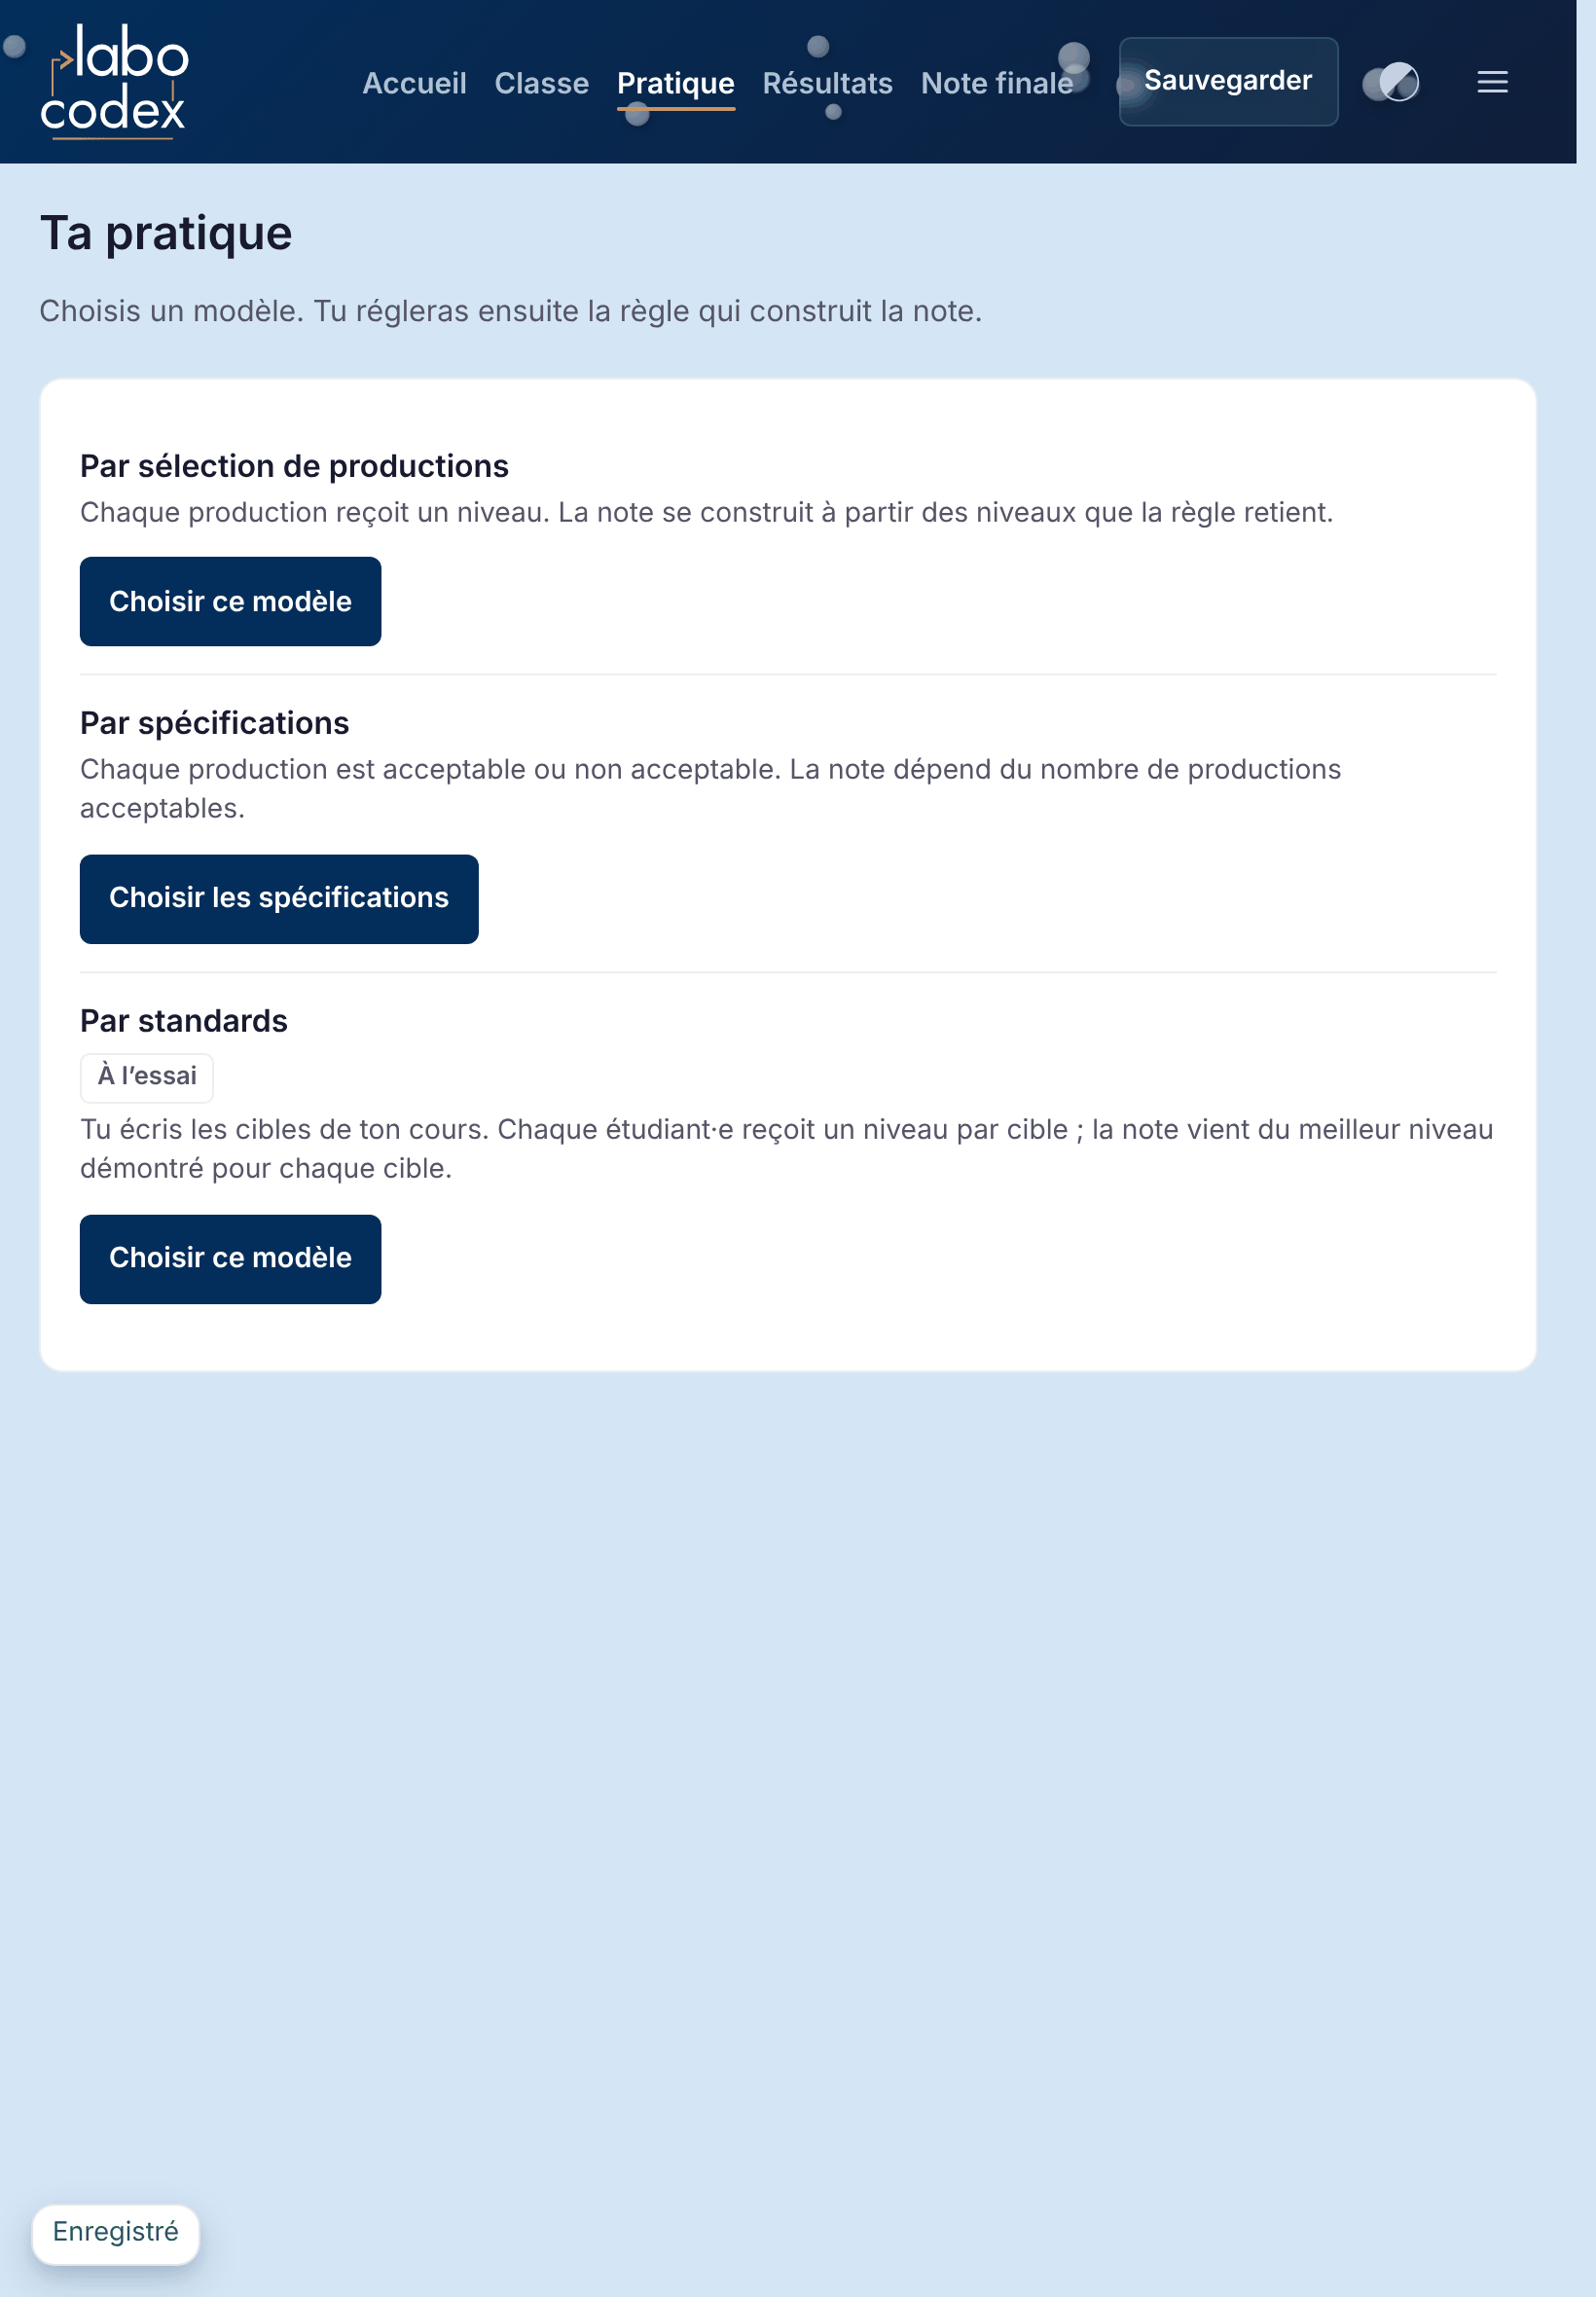 labo
codex
Accueil Classe Pratique Résultats Note finale Sauvegarder
Ta pratique
Choisis un modèle. Tu régleras ensuite la règle qui construit la note.
Par sélection de productions
Chaque production reçoit un niveau. La note se construit à partir des niveaux que la règle retient.
Choisir ce modèle
Par spécifications
Chaque production est acceptable ou non acceptable. La note dépend du nombre de productions
acceptables.
Choisir les spécifications
Par standards
À l’essai
Tu écris les cibles de ton cours. Chaque étudiant·e reçoit un niveau par cible ; la note vient du meilleur niveau
démontré pour chaque cible.
Choisir ce modèle
Enregistré